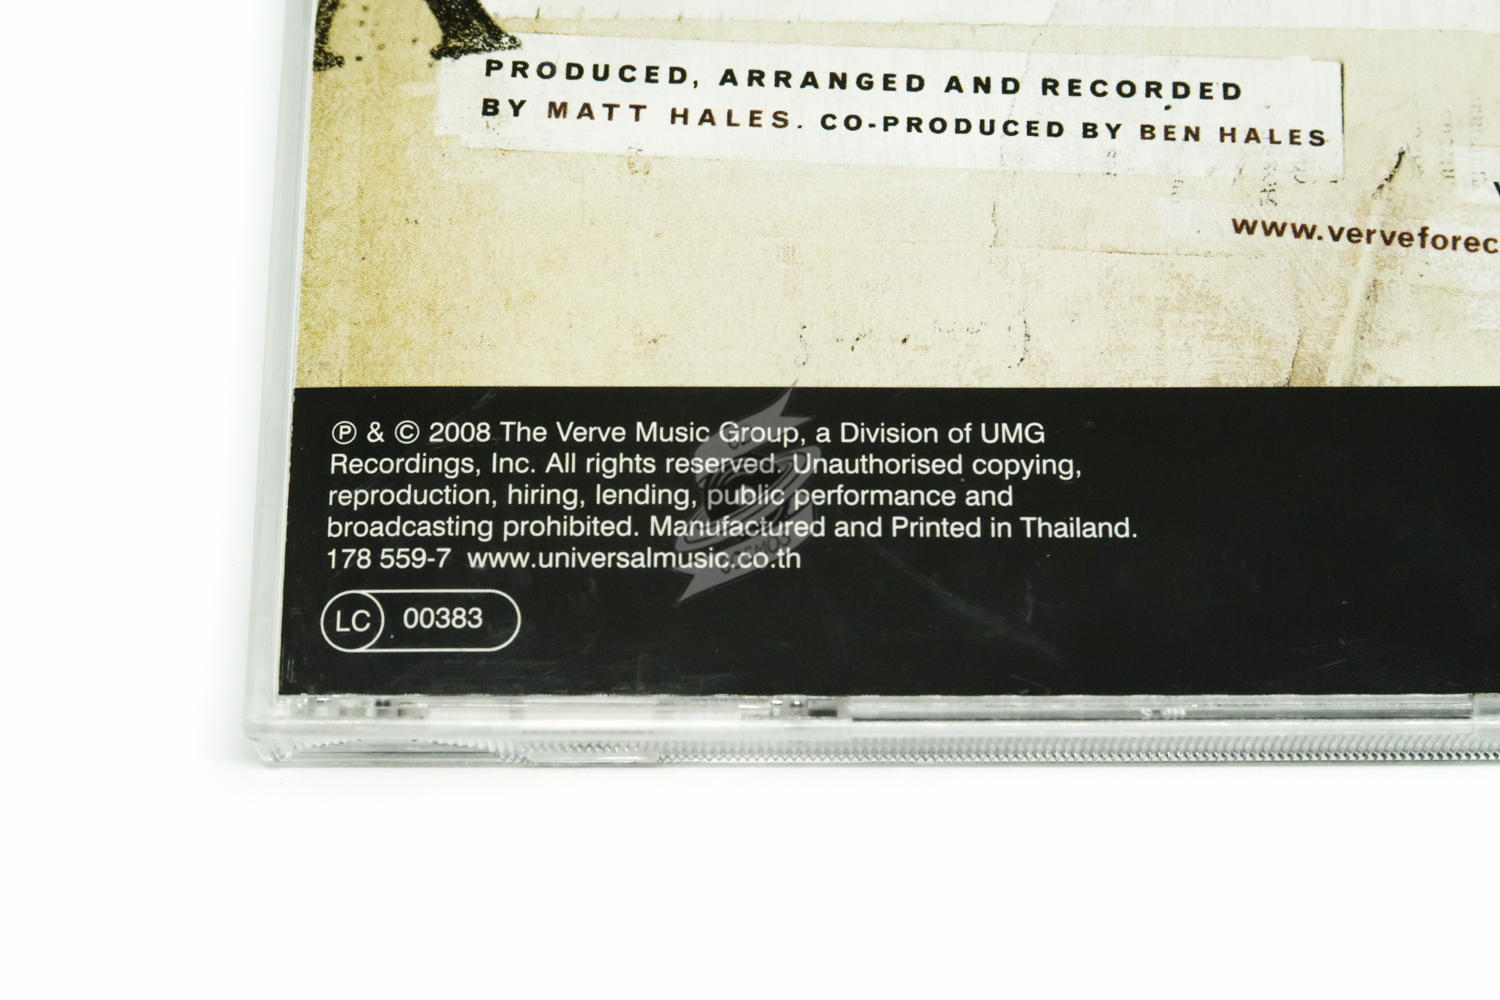 PRODUCED, ARRANGED AND RECORDED
BY MATT HALES. CO-PRODUCED BY BEN HALES
www.verveforec
℗ & © 2008 The Verve Music Group, a Division of UMG
Recordings, Inc. All rights reserved. Unauthorised copying,
reproduction, hiring, lending, public performance and
broadcasting prohibited. Manufactured and Printed in Thailand.
178 559-7 www.universalmusic.co.th
LC 00383